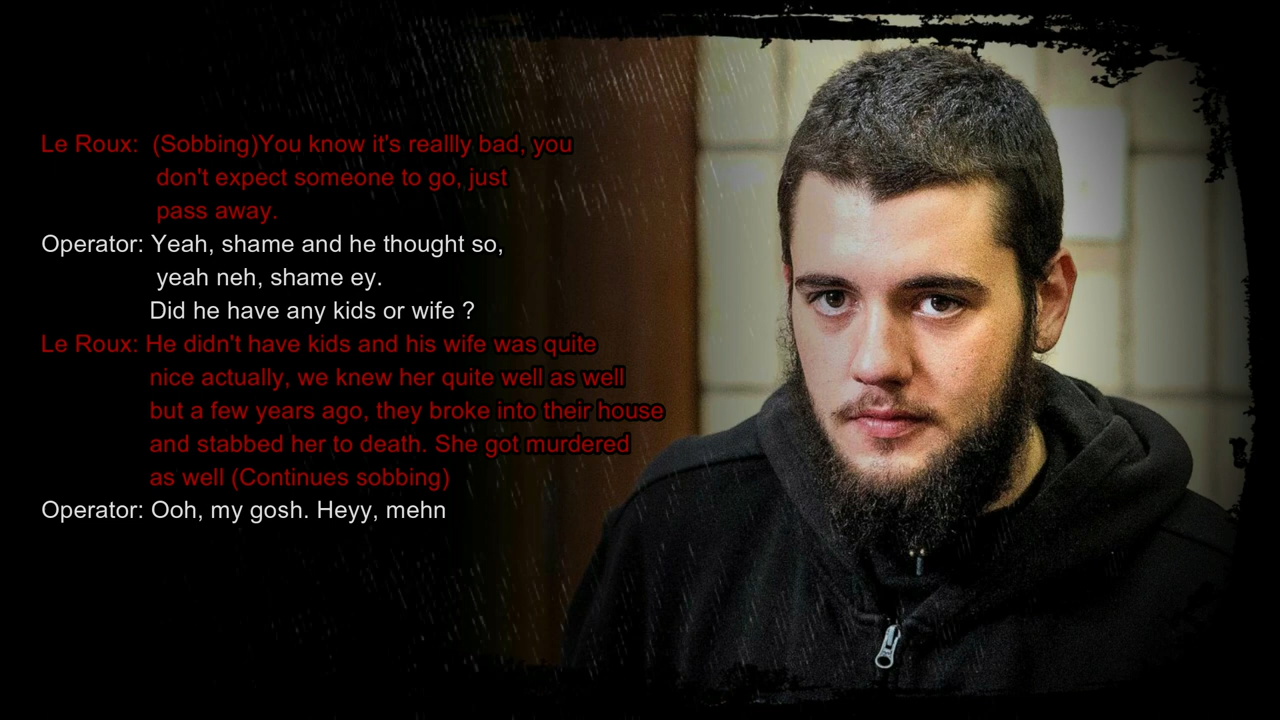 Le Roux: (Sobbing)You know it's reallly bad, you
don't expect someone to go, just
pass away.
Operator: Yeah, shame and he thought so,
yeah neh, shame ey.
Did he have any kids or wife ?
Le Roux: He didn't have kids and his wife was quite
nice actually, we knew her quite well as well
but a few years ago, they broke into their house
and stabbed her to death. She got murdered
as well (Continues sobbing)
Operator: Ooh, my gosh. Heyy, mehn